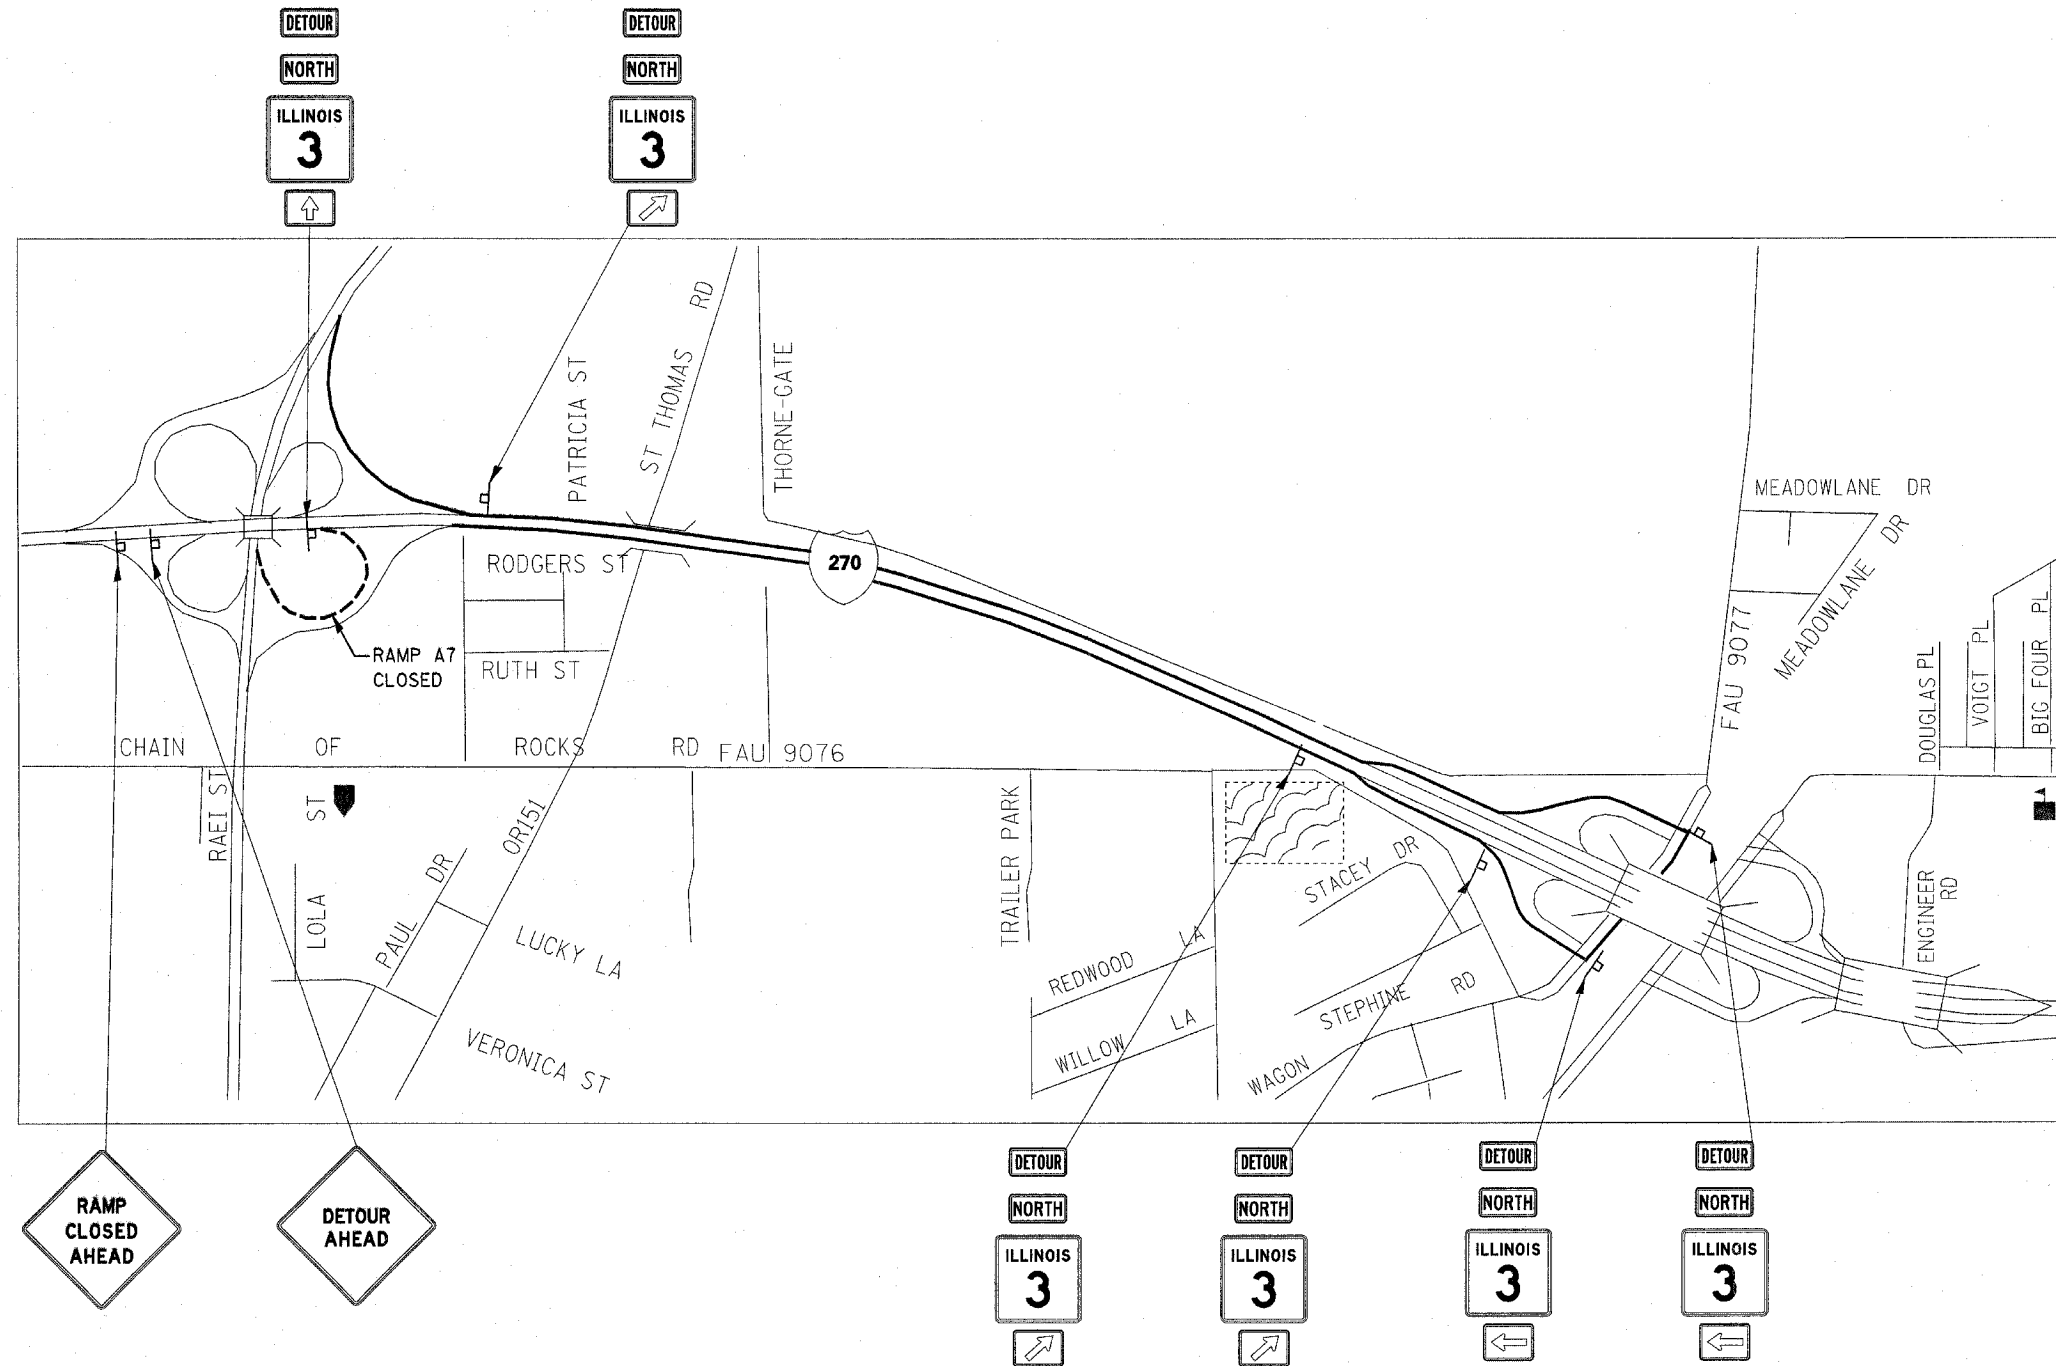 DETOUR
NORTH
ILLINOIS
3
DETOUR
NORTH
ILLINOIS
3
PATRICIA ST
ST THOMAS RD
THORNE-GATE
MEADOWLANE DR
MEADOWLANE DR
FAU 9077
DOUGLAS PL
VOIGT PL
BIG FOUR PL
270
RODGERS ST
RAMP A7
CLOSED
RUTH ST
CHAIN OF ROCKS RD FAU 9076
RAEI ST
LOLA ST
PAUL DR
OR151
LUCKY LA
VERONICA ST
TRAILER PARK
REDWOOD LA
WILLOW LA
STACEY DR
STEPHINE RD
WAGON
ENGINEER
RD
RAMP
CLOSED
AHEAD
DETOUR
AHEAD
DETOUR
NORTH
ILLINOIS
3
DETOUR
NORTH
ILLINOIS
3
DETOUR
NORTH
ILLINOIS
3
DETOUR
NORTH
ILLINOIS
3